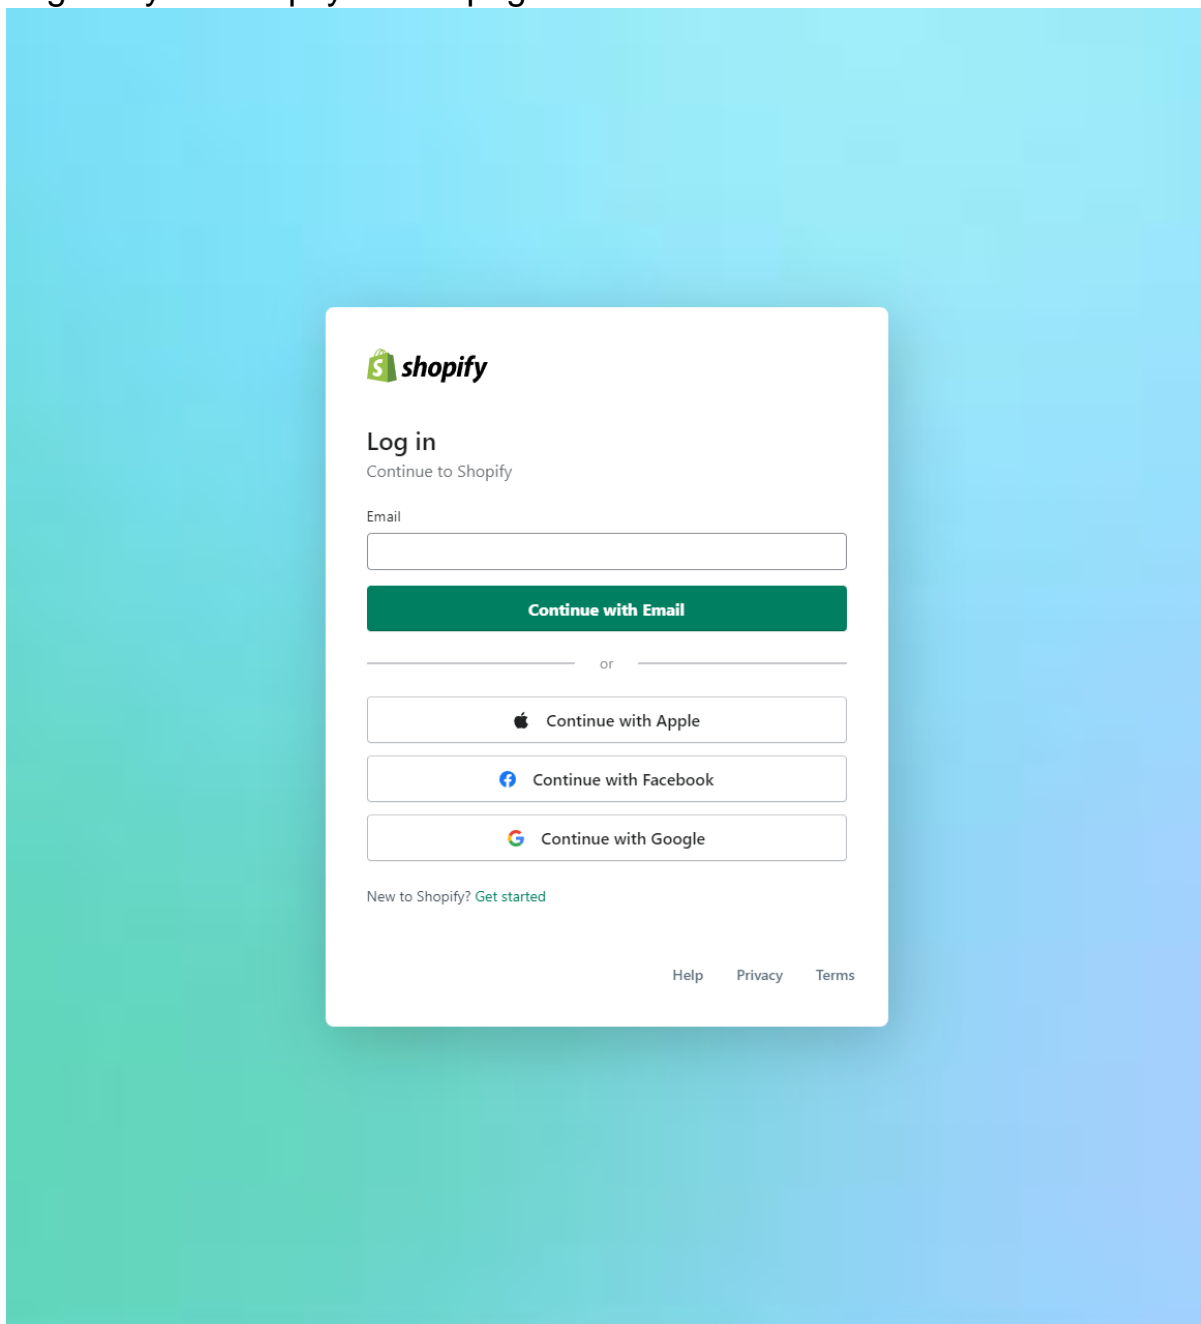 shopify
Log in
Continue to Shopify
Email
Continue with Email
or
Continue with Apple
Continue with Facebook
Continue with Google
New to Shopify? Get started
Help Privacy Terms